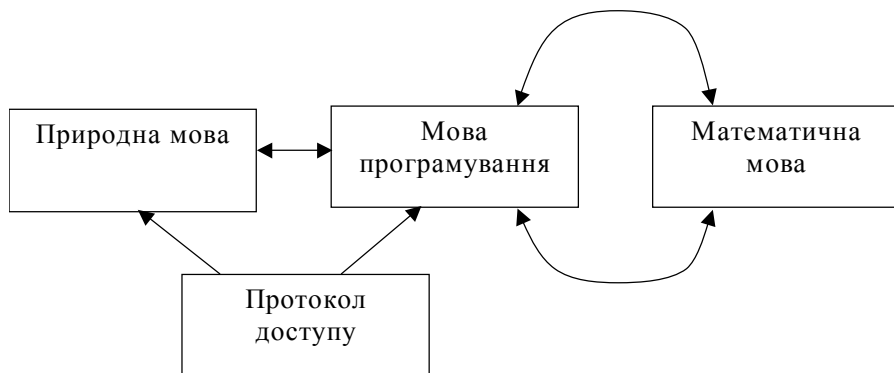 Природна мова
Мова
програмування
Математична
мова
Протокол
доступу